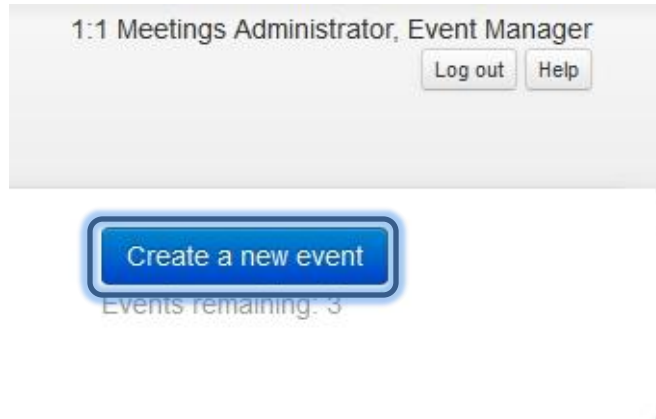 1:1 Meetings Administrator, Event Manager
Log out Help
Create a new event
Events remaining: 3